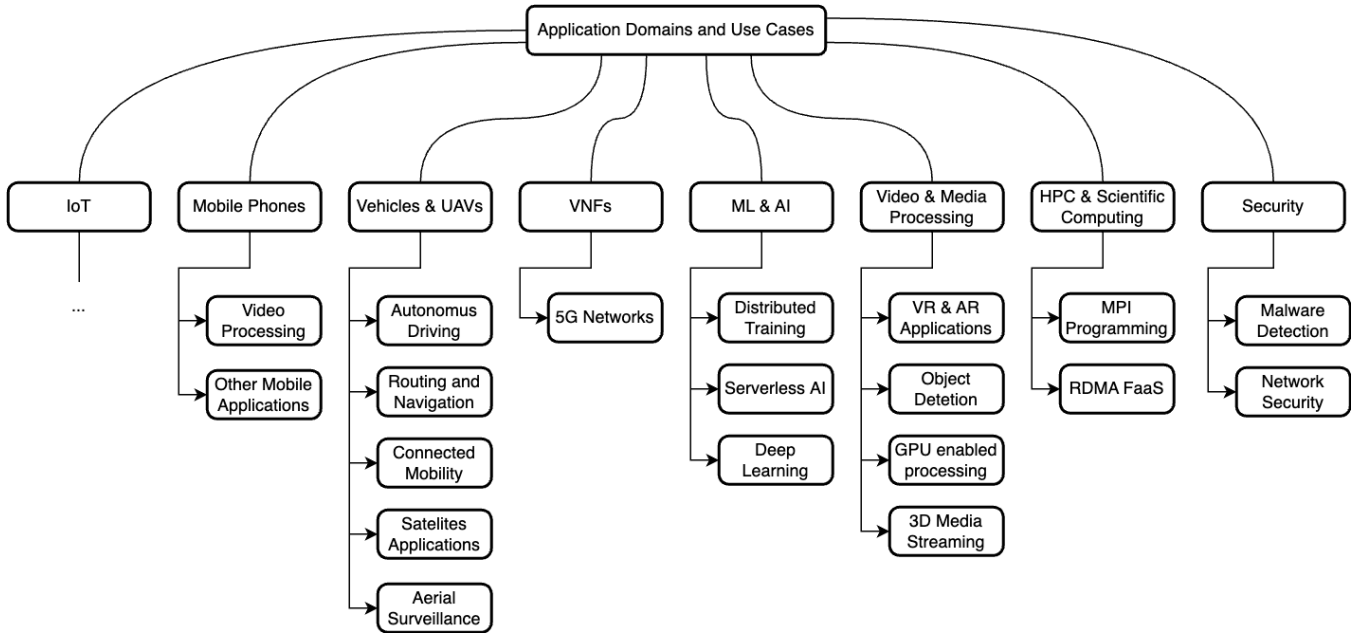 Application Domains and Use Cases
IoT
...
Mobile Phones
Video
Processing
Other Mobile
Applications
Vehicles & UAVs
Autonomus
Driving
Routing and
Navigation
Connected
Mobility
Satelites
Applications
Aerial
Surveillance
VNFs
5G Networks
ML & AI
Distributed
Training
Serverless AI
Deep
Learning
Video & Media
Processing
VR & AR
Applications
Object
Detetion
GPU enabled
processing
3D Media
Streaming
HPC & Scientific
Computing
MPI
Programming
RDMA FaaS
Security
Malware
Detection
Network
Security